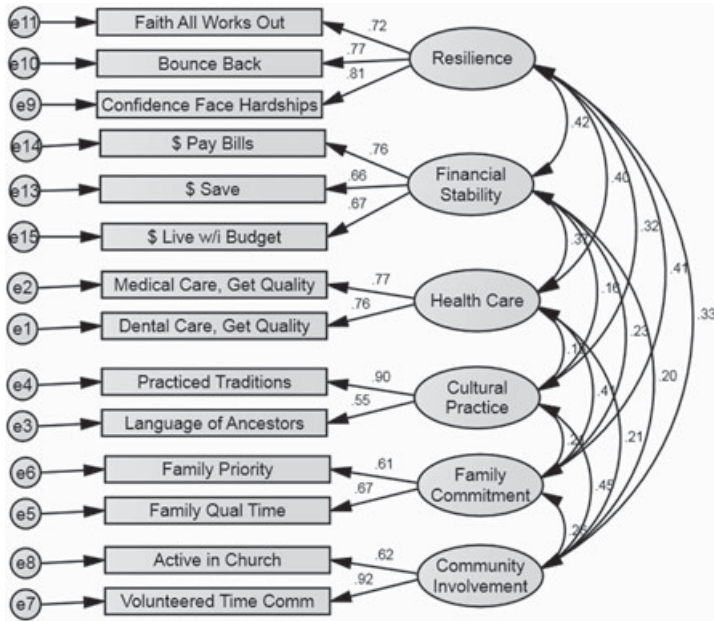 e11 Faith All Works Out .72
e10 Bounce Back .77 Resilience
e9 Confidence Face Hardships .81
.42
e14 $ Pay Bills .76
e13 $ Save .66 Financial
Stability
e15 $ Live w/i Budget .67
.40
.32
.37
.41
e2 Medical Care, Get Quality .77
e1 Dental Care, Get Quality .76 Health Care
.16
.33
.23
e4 Practiced Traditions .90
e3 Language of Ancestors .55 Cultural
Practice
.20
.21
e6 Family Priority .61
e5 Family Qual Time .67 Family
Commitment
.45
e8 Active in Church .62
e7 Volunteered Time Comm .92 Community
Involvement